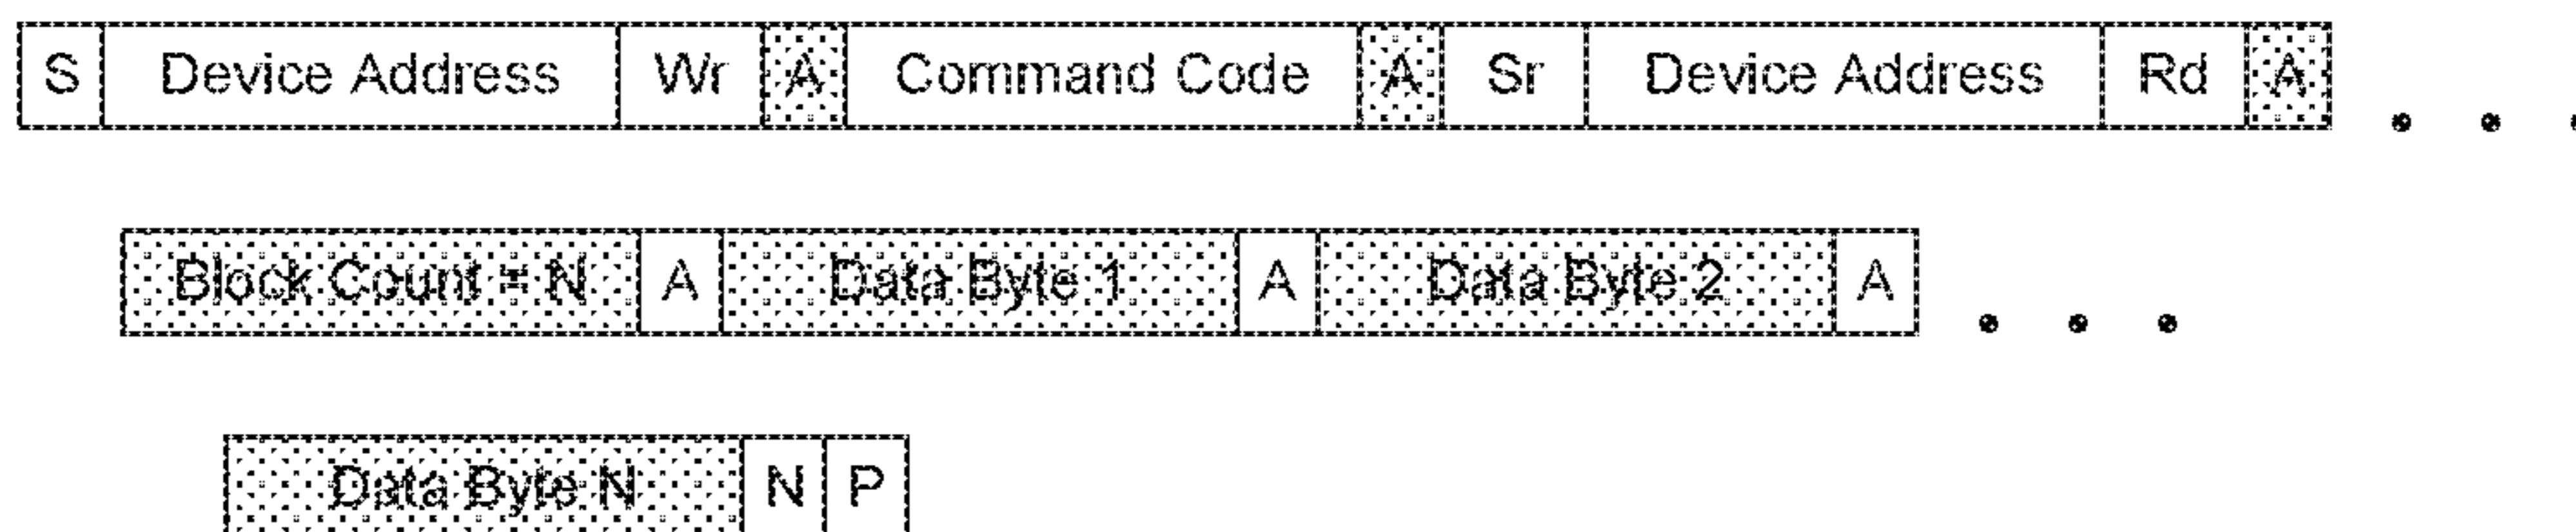 S Device Address Wr A Command Code A Sr Device Address Rd A . . .
Block Count = N A Data Byte 1 A Data Byte 2 A . . .
Data Byte N N P